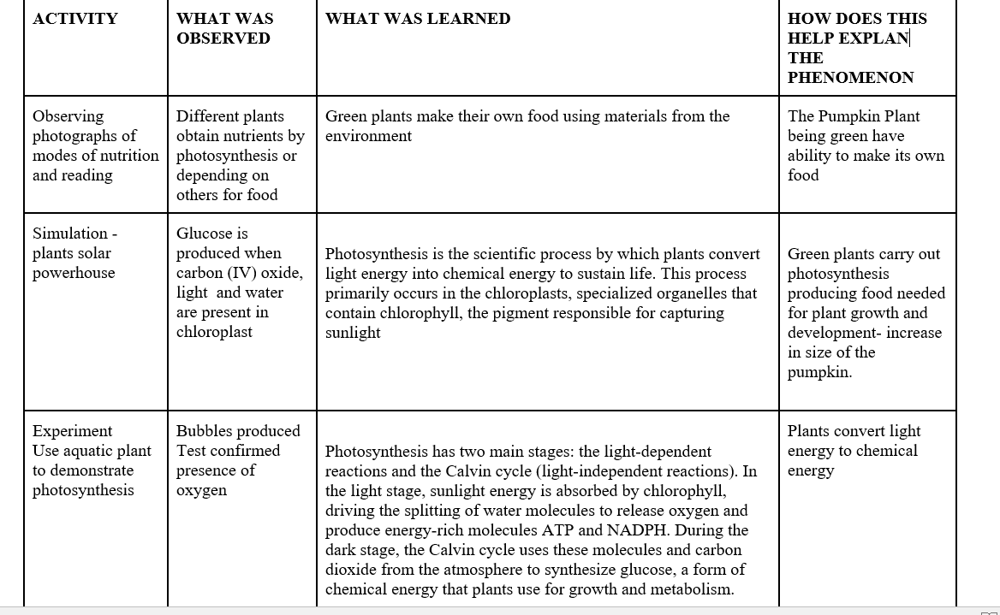 ACTIVITY
WHAT WAS
OBSERVED
WHAT WAS LEARNED
HOW DOES THIS
HELP EXPLAN
THE
PHENOMENON
Observing
photographs of
modes of nutrition
and reading
Different plants
obtain nutrients by
photosynthesis or
depending on
others for food
Green plants make their own food using materials from the
environment
The Pumpkin Plant
being green have
ability to make its own
food
Simulation -
plants solar
powerhouse
Glucose is
produced when
carbon (IV) oxide,
light  and water
are present in
chloroplast
Photosynthesis is the scientific process by which plants convert
light energy into chemical energy to sustain life. This process
primarily occurs in the chloroplasts, specialized organelles that
contain chlorophyll, the pigment responsible for capturing
sunlight
Green plants carry out
photosynthesis
producing food needed
for plant growth and
development- increase
in size of the
pumpkin.
Experiment
Use aquatic plant
to demonstrate
photosynthesis
Bubbles produced
Test confirmed
presence of
oxygen
Photosynthesis has two main stages: the light-dependent
reactions and the Calvin cycle (light-independent reactions). In
the light stage, sunlight energy is absorbed by chlorophyll,
driving the splitting of water molecules to release oxygen and
produce energy-rich molecules ATP and NADPH. During the
dark stage, the Calvin cycle uses these molecules and carbon
dioxide from the atmosphere to synthesize glucose, a form of
chemical energy that plants use for growth and metabolism.
Plants convert light
energy to chemical
energy